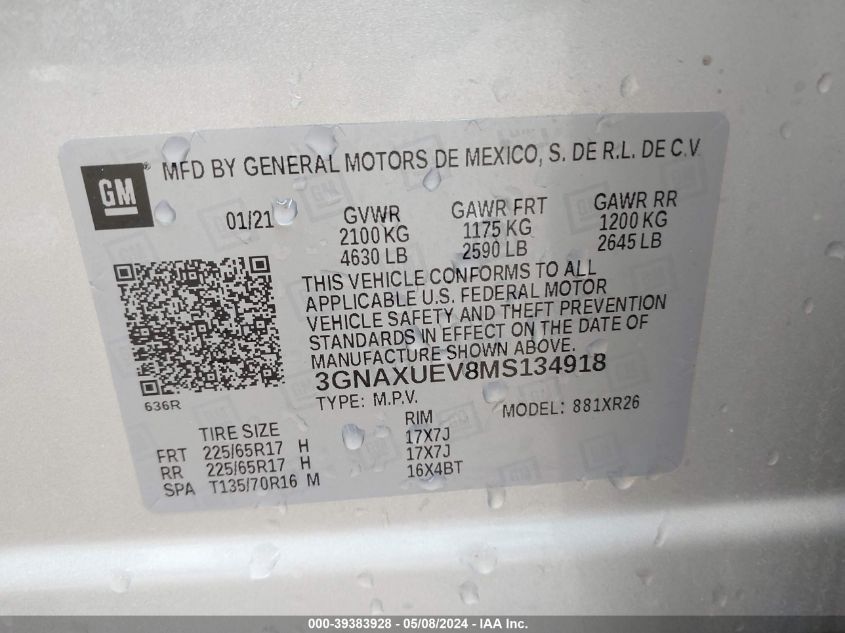 GM ® MFD BY GENERAL MOTORS DE MEXICO, S. DE R.L. DE C.V.
01/21 GVWR GAWR FRT GAWR RR
2100 KG 1175 KG 1200 KG
4630 LB 2590 LB 2645 LB
THIS VEHICLE CONFORMS TO ALL
APPLICABLE U.S. FEDERAL MOTOR
VEHICLE SAFETY AND THEFT PREVENTION
STANDARDS IN EFFECT ON THE DATE OF
MANUFACTURE SHOWN ABOVE.
3GNAXUEV8MS134918
636R
TYPE: M.P.V. MODEL: 881XR26
TIRE SIZE RIM
FRT 225/65R17 H 17X7J
RR 225/65R17 H 17X7J
SPA T135/70R16 M 16X4BT
000-39383928 - 05/08/2024 - IAA Inc.